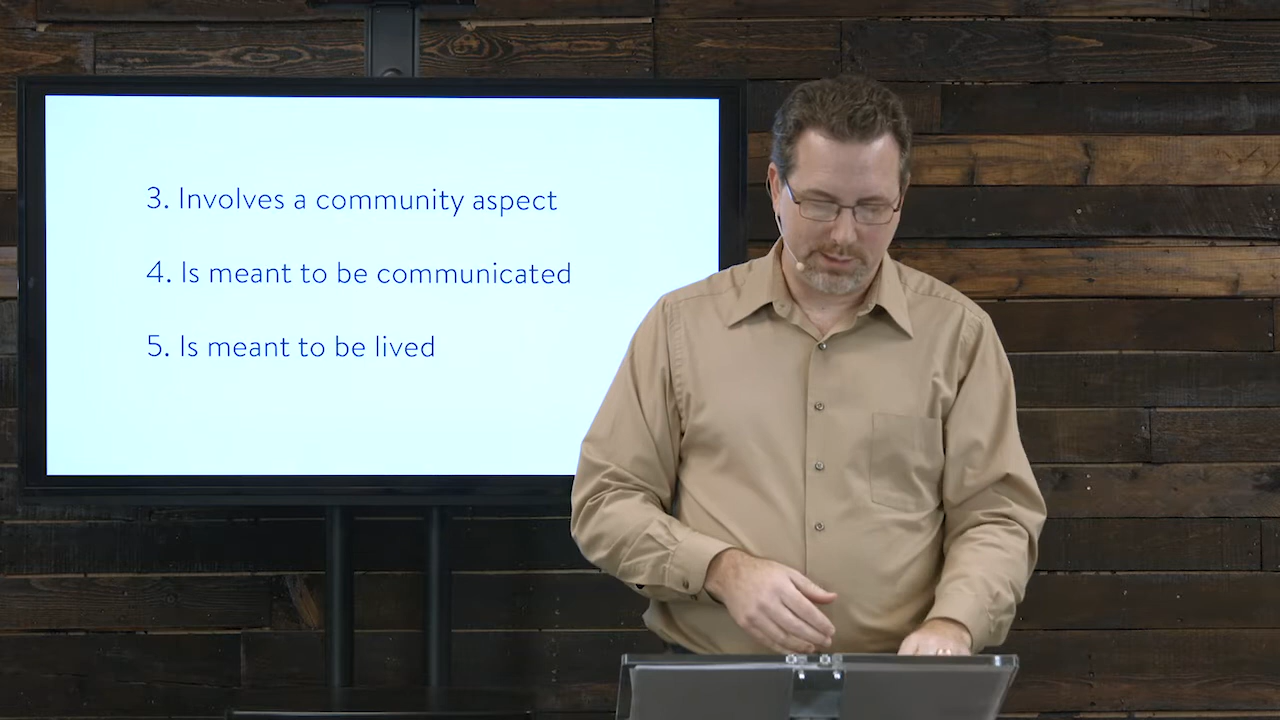 3. Involves a community aspect
4. Is meant to be communicated
5. Is meant to be lived